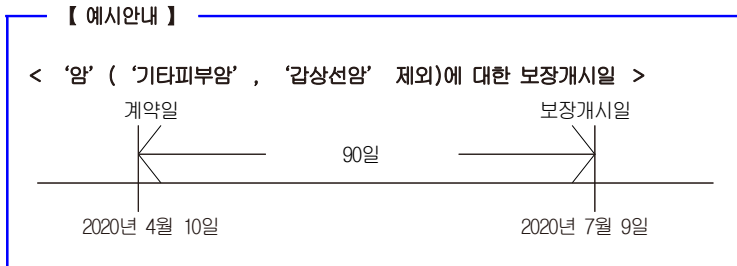 【 예시안내 】
< ‘암’ ( ‘기타피부암’ , ‘갑상선암’ 제외)에 대한 보장개시일 >
계약일 보장개시일
90일
2020년 4월 10일 2020년 7월 9일